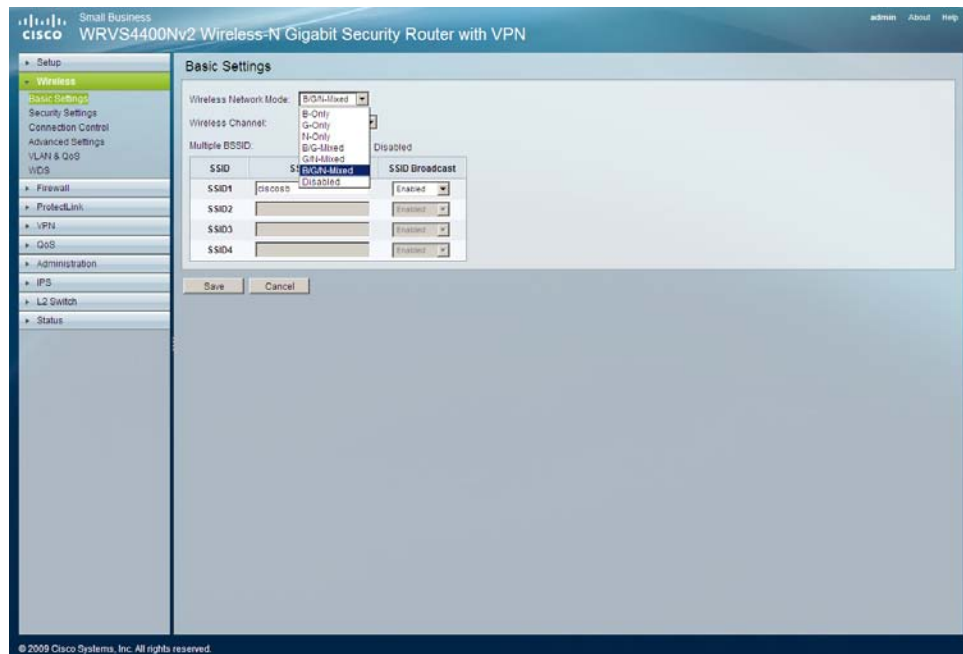 Small Business
CISCO WRVS4400Nv2 Wireless-N Gigabit Security Router with VPN
admin About Help
Setup
Wireless
Basic Settings
Security Settings
Connection Control
Advanced Settings
VLAN & QoS
WDS
Firewall
ProtectLink
VPN
QoS
Administration
IPS
L2 Switch
Status
Basic Settings
Wireless Network Mode: B/G/N-Mixed
B-Only
G-Only
N-Only
B/G-Mixed
G/N-Mixed
B/G/N-Mixed
Disabled
Wireless Channel:
Multiple BSSID: Disabled
SSID SSID Broadcast
SSID1 ciscosb Enabled
SSID2 Enabled
SSID3 Enabled
SSID4 Enabled
Save Cancel
© 2009 Cisco Systems, Inc. All rights reserved.